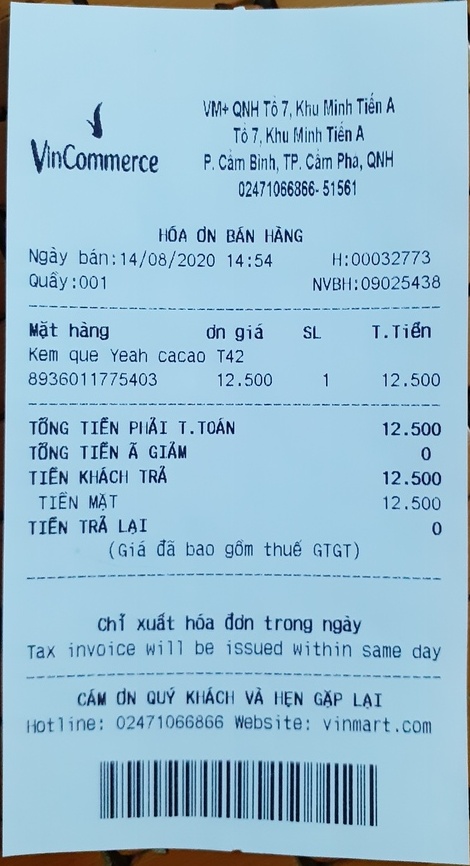 VinCommerce
VM+ QNH Tổ 7, Khu Minh Tiến A
Tổ 7, Khu Minh Tiến A
P. Cẩm Bình, TP. Cẩm Phả, QNH
02471066866- 51561
HÓA ƠN BÁN HÀNG
Ngày bán:14/08/2020 14:54 H:00032773
Quầy:001 NVBH:09025438
Mặt hàng ơn giá SL T.Tiền
Kem que Yeah cacao T42
8936011775403 12.500 1 12.500
TỔNG TIỀN PHẢI T.TOÁN 12.500
TỔNG TIỀN Ã GIẢM 0
TIỀN KHÁCH TRẢ 12.500
TIỀN MẶT 12.500
TIỀN TRẢ LẠI 0
(Giá đã bao gồm thuế GTGT)
Chỉ xuất hóa đơn trong ngày
Tax invoice will be issued within same day
CÁM ƠN QUÝ KHÁCH VÀ HẸN GẶP LẠI
Hotline: 02471066866 Website: vinmart.com